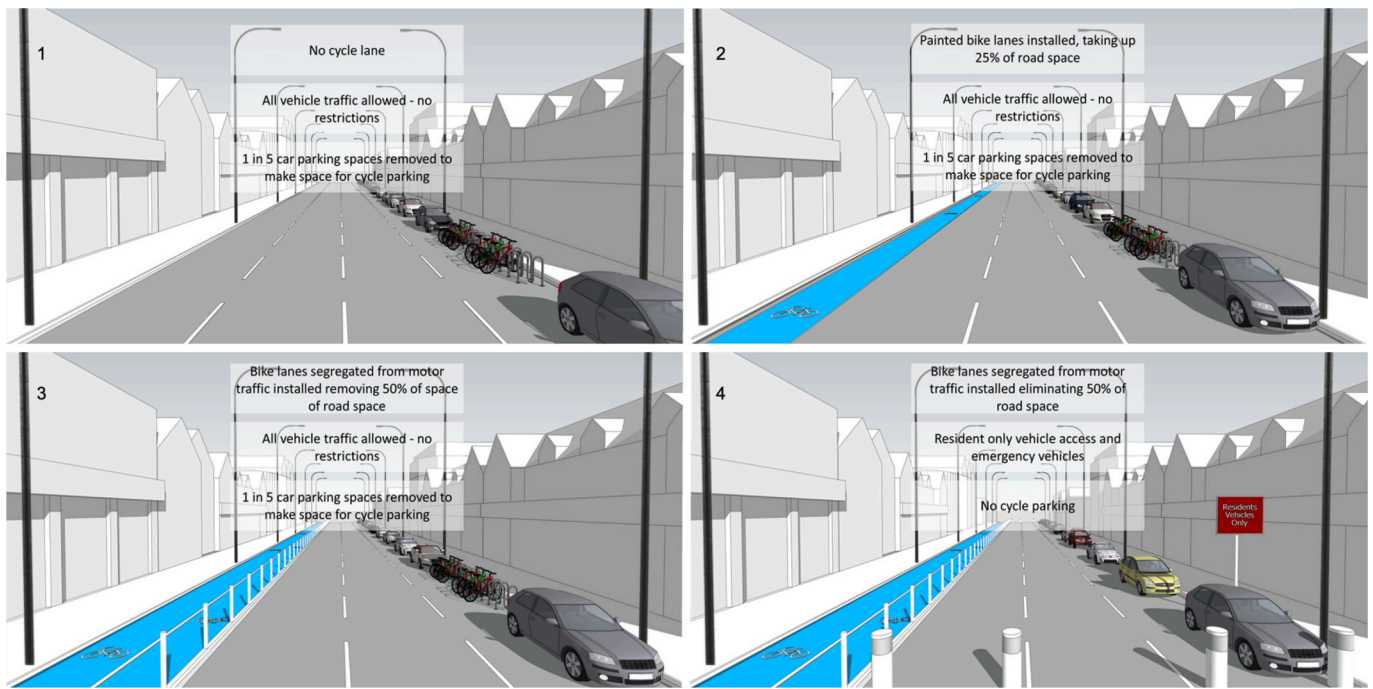 1
No cycle lane
All vehicle traffic allowed - no
restrictions
1 in 5 car parking spaces removed to
make space for cycle parking
2
Painted bike lanes installed, taking up
25% of road space
All vehicle traffic allowed - no
restrictions
1 in 5 car parking spaces removed to
make space for cycle parking
3
Bike lanes segregated from motor
traffic installed removing 50% of space
of road space
All vehicle traffic allowed - no
restrictions
1 in 5 car parking spaces removed to
make space for cycle parking
4
Bike lanes segregated from motor
traffic installed eliminating 50% of
road space
Resident only vehicle access and
emergency vehicles
No cycle parking
Residents
Vehicles
Only